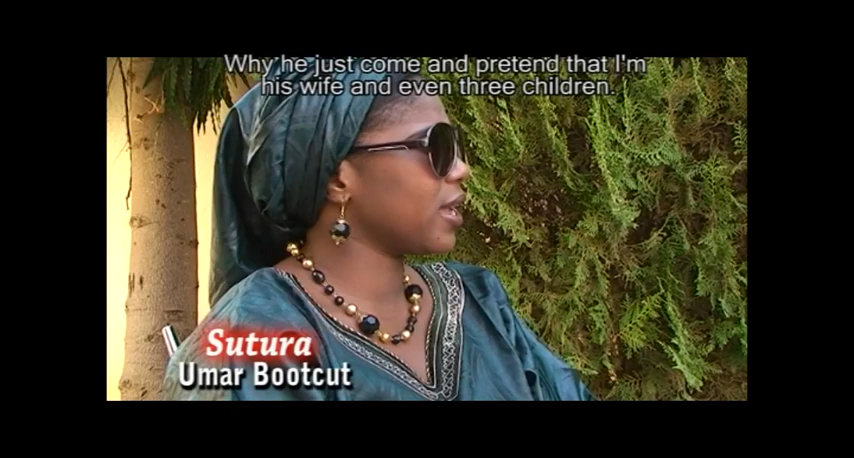 Why he just come and pretend that I'm
his wife and even three children.
Sutura
Umar Bootcut